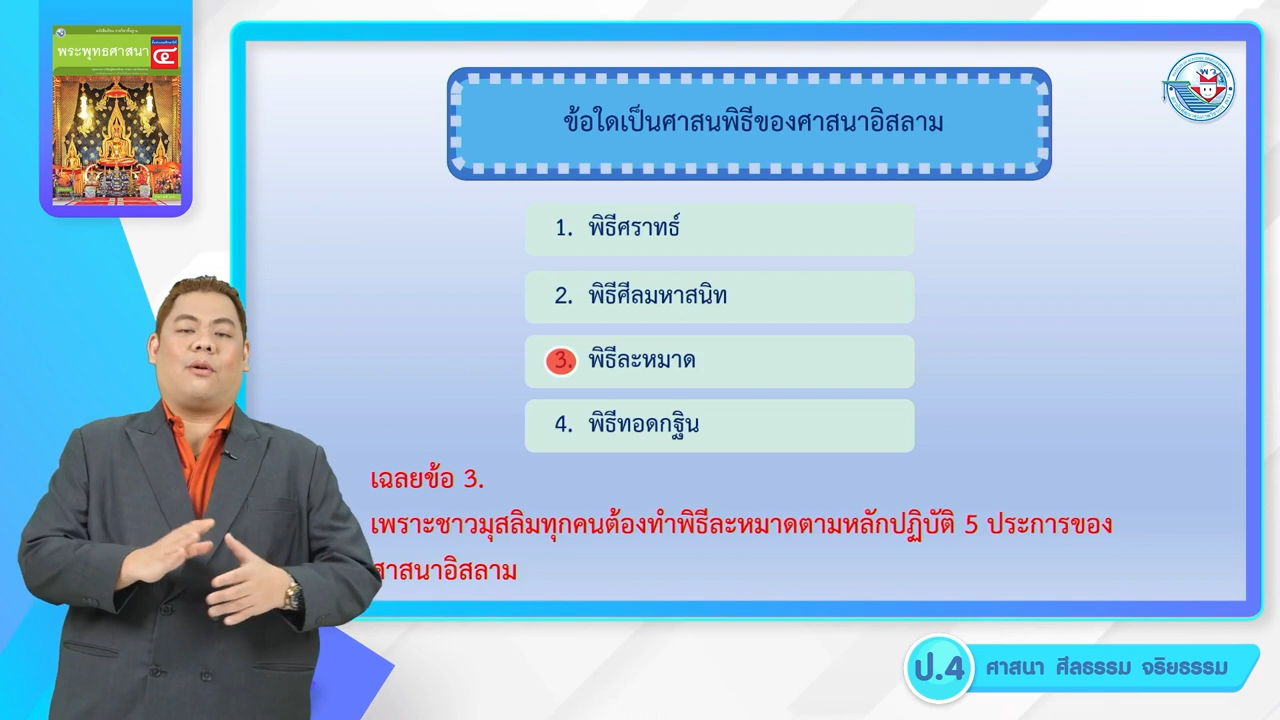 พระพุทธศาสนา
๔
พว
ข้อใดเป็นศาสนพิธีของศาสนาอิสลาม
1. พิธีศราทธ์
2. พิธีศีลมหาสนิท
3. พิธีละหมาด
4. พิธีทอดกฐิน
เฉลยข้อ 3.
เพราะชาวมุสลิมทุกคนต้องทำพิธีละหมาดตามหลักปฏิบัติ 5 ประการของ
ศาสนาอิสลาม
ป.4 ศาสนา ศีลธรรม จริยธรรม